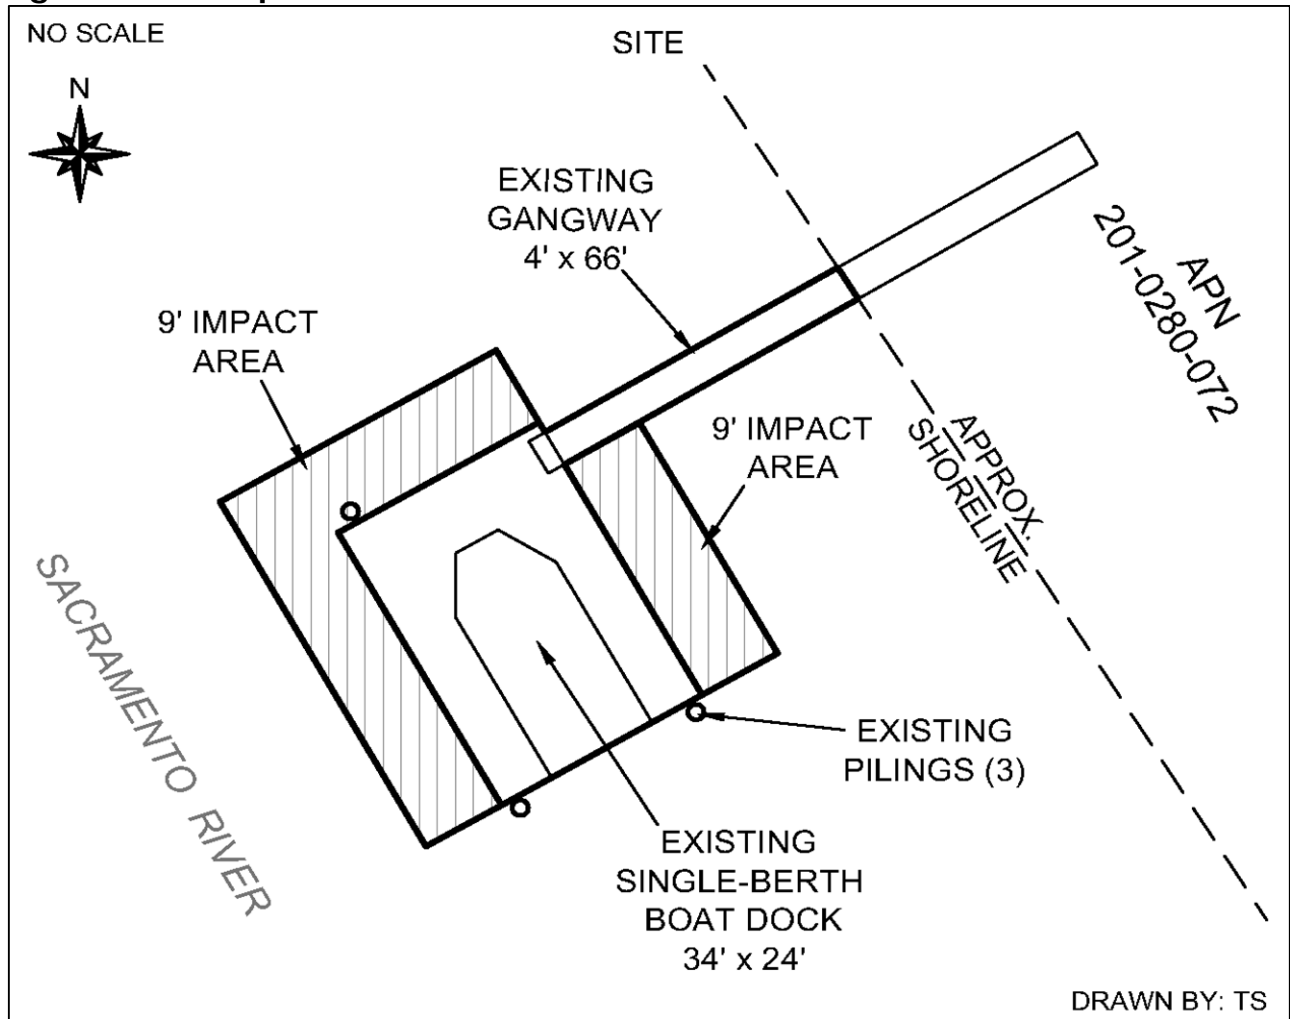 NO SCALE
SITE
N
EXISTING
GANGWAY
4' x 66'
APN
201-0280-072
9' IMPACT
AREA
9' IMPACT
AREA
APPROX.
SHORELINE
SACRAMENTO RIVER
EXISTING
PILINGS (3)
EXISTING
SINGLE-BERTH
BOAT DOCK
34' x 24'
DRAWN BY: TS